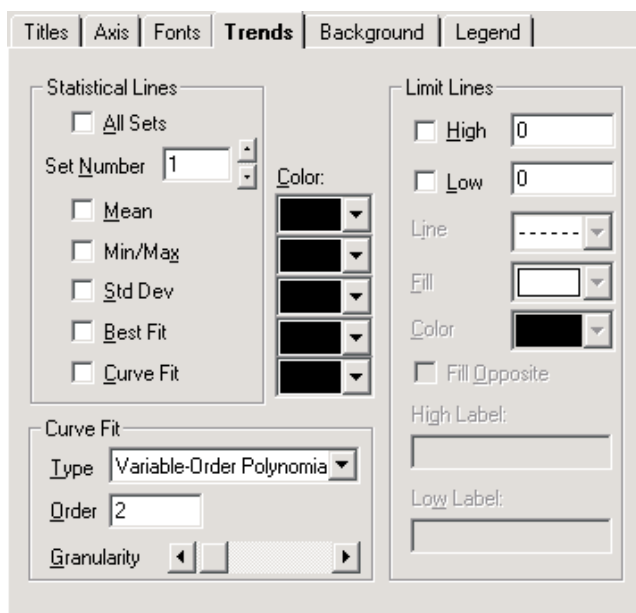 Titles Axis Fonts Trends Background Legend
Statistical Lines
All Sets
Set Number 1
Color:
Mean
Min/Max
Std Dev
Best Fit
Curve Fit
Curve Fit
Type Variable-Order Polynomia
Order 2
Granularity
Limit Lines
High 0
Low 0
Line
Fill
Color
Fill Opposite
High Label:
Low Label: